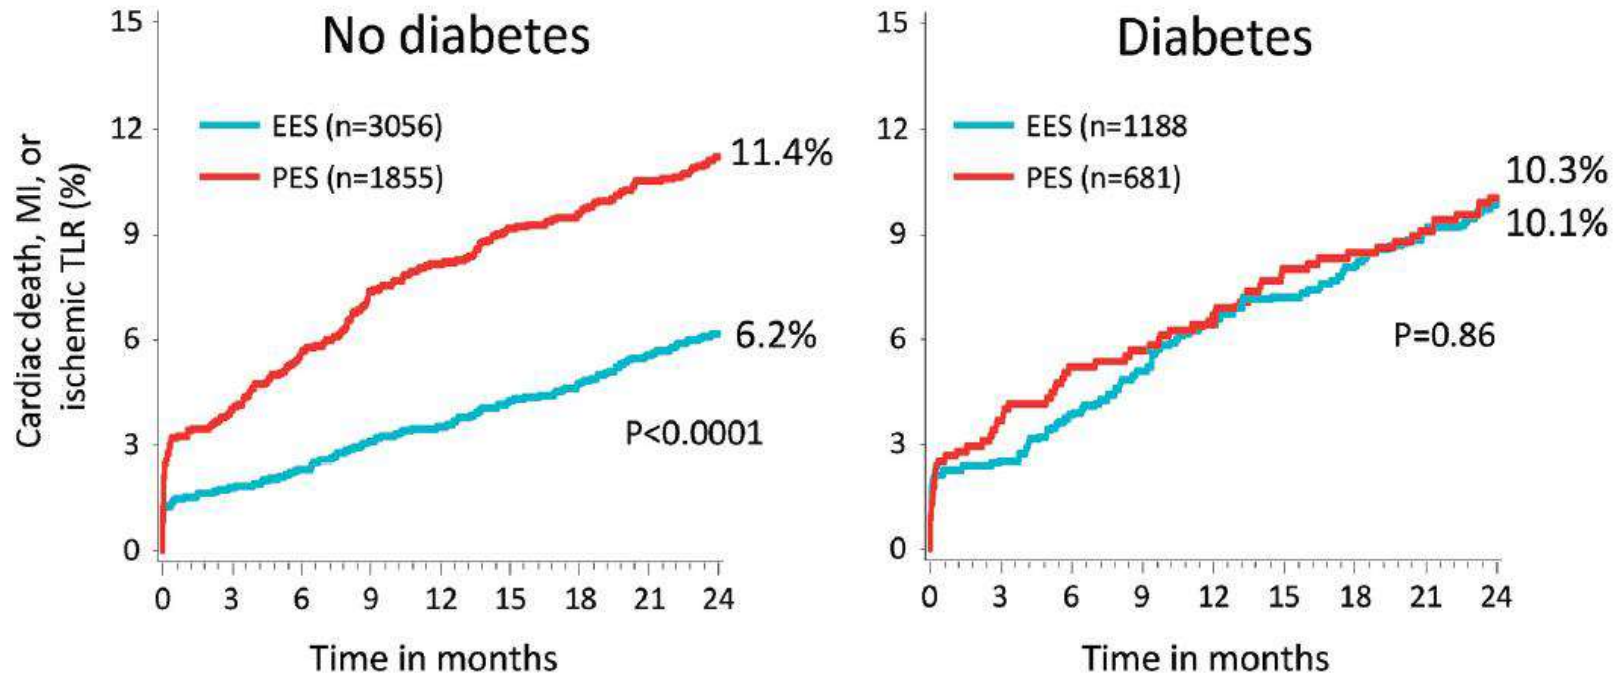 No diabetes
15
12
9
6
3
0
Cardiac death, MI, or
ischemic TLR (%)
EES (n=3056)
PES (n=1855)
11.4%
6.2%
P<0.0001
0 3 6 9 12 15 18 21 24
Time in months
Diabetes
15
12
9
6
3
0
EES (n=1188
PES (n=681)
10.3%
10.1%
P=0.86
0 3 6 9 12 15 18 21 24
Time in months